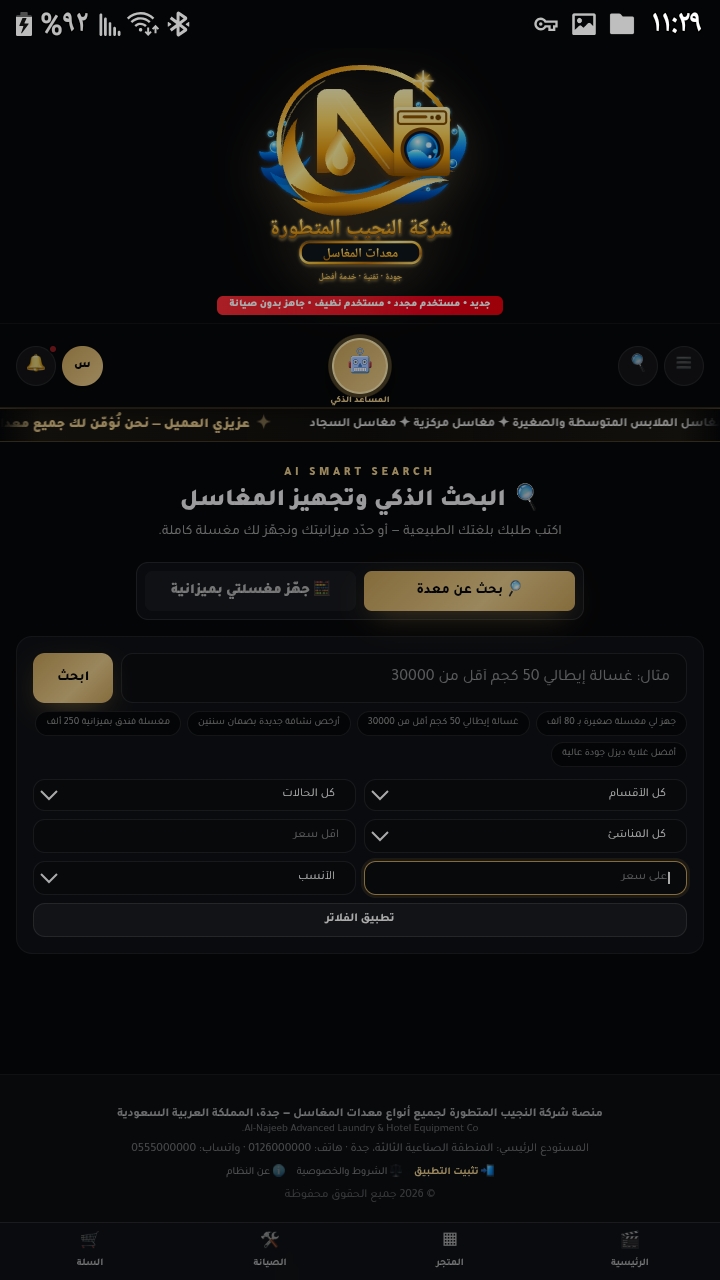 ١١:٢٩ %٩٢
N
شركة النجيب المتطورة
معدات المغاسل
جودة • تقنية • خدمة أفضل
جديد • مستخدم مجدد • مستخدم نظيف • جاهز بدون صيانة
س
المساعد الذكي
الملابس المتوسطة والصغيرة ✦ مغاسل مركزية ✦ مغاسل السجاد ✦ عزيزي العميل – نحن نُؤمّن لك جميع
AI SMART SEARCH
🔍 البحث الذكي وتجهيز المغاسل
اكتب طلبك بلغتك الطبيعية – أو حدّد ميزانيتك ونجهّز لك مغسلة كاملة.
🔎 بحث عن معدة
🧮 جهّز مغسلتي بميزانية
مثال: غسالة إيطالي 50 كجم أقل من 30000
ابحث
جهز لي مغسلة صغيرة بـ 80 ألف
غسالة إيطالي 50 كجم أقل من 30000
أرخص نشافة جديدة بضمان سنتين
مغسلة فندق بميزانية 250 ألف
أفضل غلاية ديزل جودة عالية
كل الأقسام
كل الحالات
كل المناشئ
اقل سعر
على سعر
الأنسب
تطبيق الفلاتر
منصة شركة النجيب المتطورة لجميع أنواع معدات المغاسل – جدة، المملكة العربية السعودية
Al-Najeeb Advanced Laundry & Hotel Equipment Co.
المستودع الرئيسي: المنطقة الصناعية الثالثة، جدة · هاتف: 0126000000 · واتساب: 0555000000
📲 تثبيت التطبيق
الشروط والخصوصية
ℹ️ عن النظام
© 2026 جميع الحقوق محفوظة
الرئيسية
المتجر
الصيانة
السلة